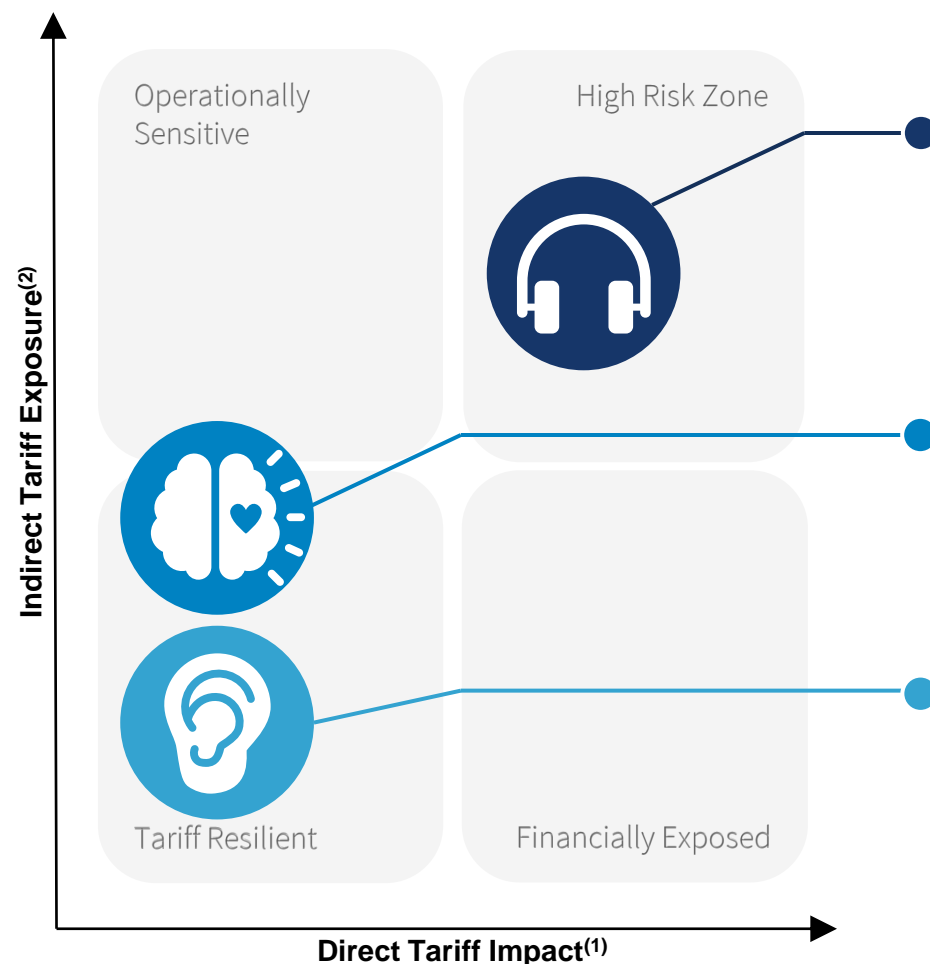 Operationally
Sensitive
High Risk Zone
Indirect Tariff Exposure(2)
Tariff Resilient
Financially Exposed
Direct Tariff Impact(1)